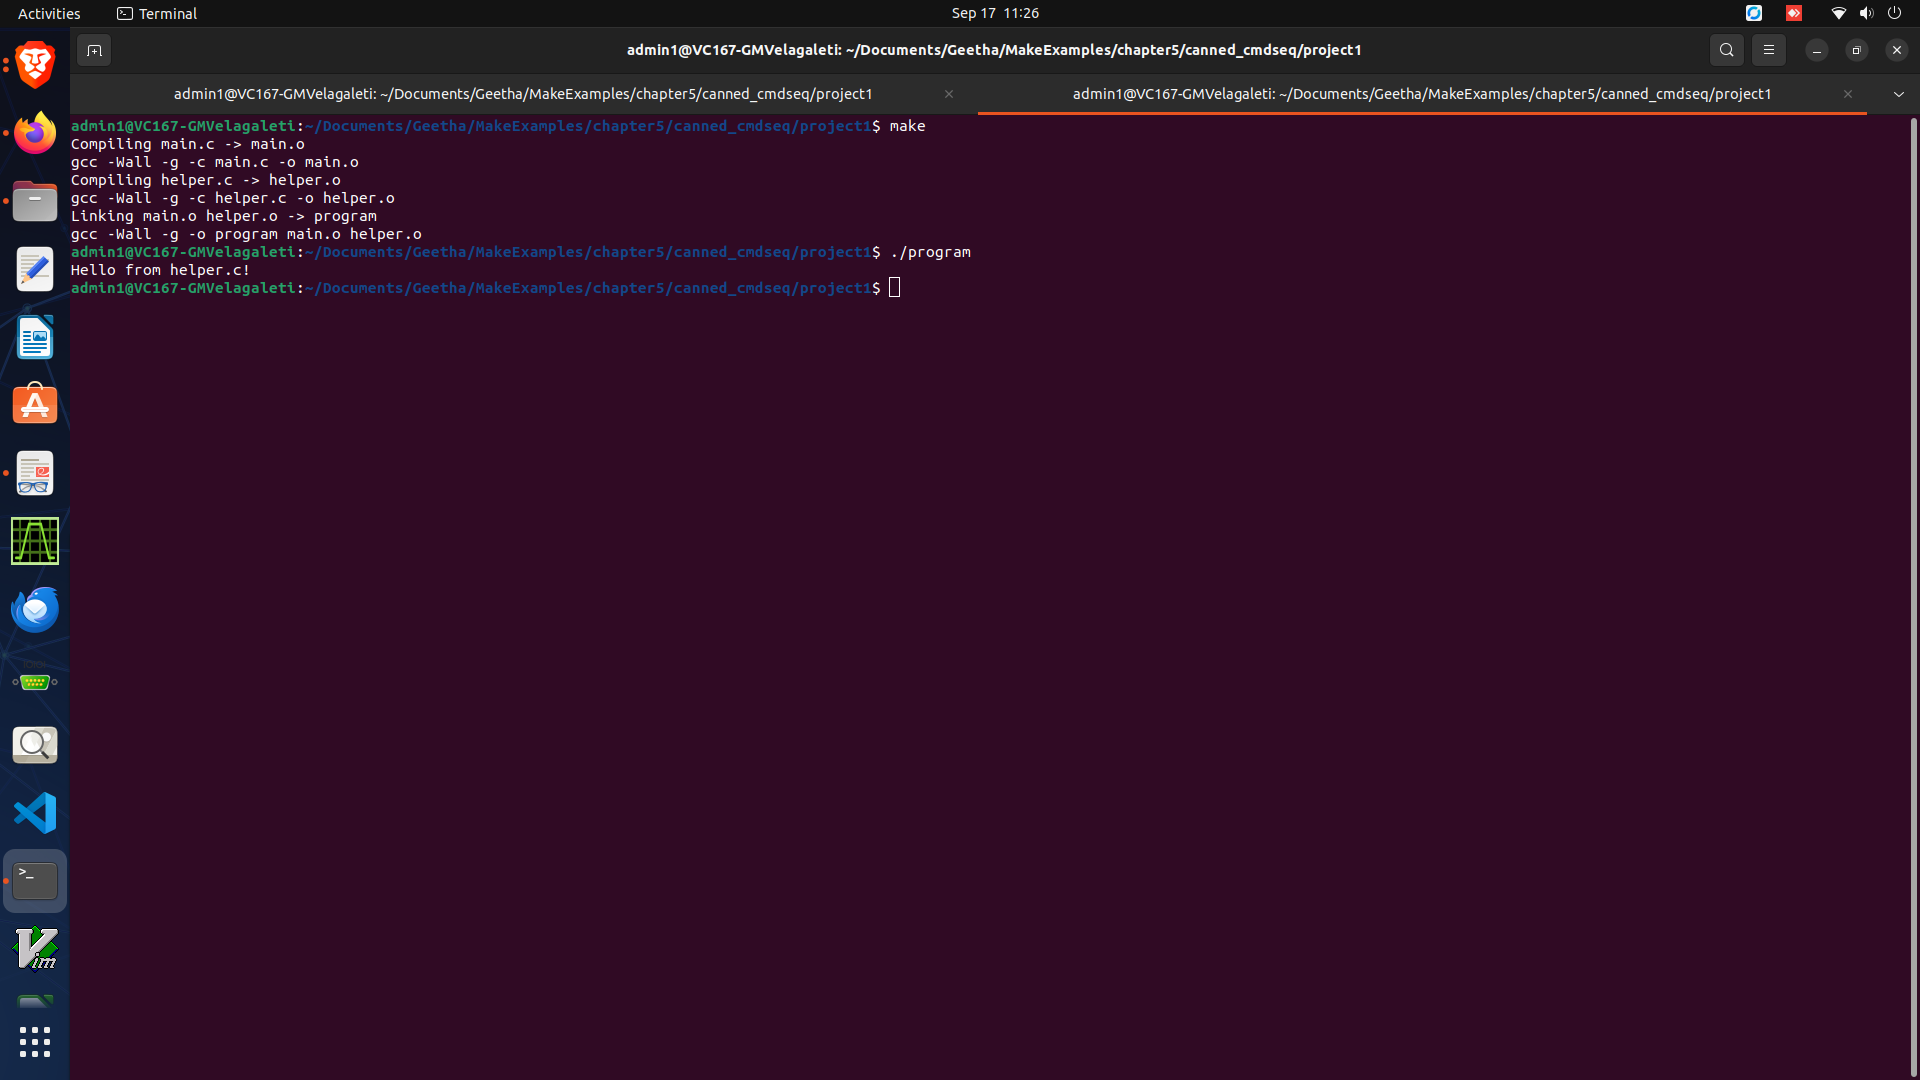 Activities
Terminal
Sep 17 11:26
admin1@VC167-GMVelagaleti: ~/Documents/Geetha/MakeExamples/chapter5/canned_cmdseq/project1
admin1@VC167-GMVelagaleti: ~/Documents/Geetha/MakeExamples/chapter5/canned_cmdseq/project1
admin1@VC167-GMVelagaleti: ~/Documents/Geetha/MakeExamples/chapter5/canned_cmdseq/project1
admin1@VC167-GMVelagaleti:~/Documents/Geetha/MakeExamples/chapter5/canned_cmdseq/project1$ make
Compiling main.c -> main.o
gcc -Wall -g -c main.c -o main.o
Compiling helper.c -> helper.o
gcc -Wall -g -c helper.c -o helper.o
Linking main.o helper.o -> program
gcc -Wall -g -o program main.o helper.o
admin1@VC167-GMVelagaleti:~/Documents/Geetha/MakeExamples/chapter5/canned_cmdseq/project1$ ./program
Hello from helper.c!
admin1@VC167-GMVelagaleti:~/Documents/Geetha/MakeExamples/chapter5/canned_cmdseq/project1$
>_
Vim